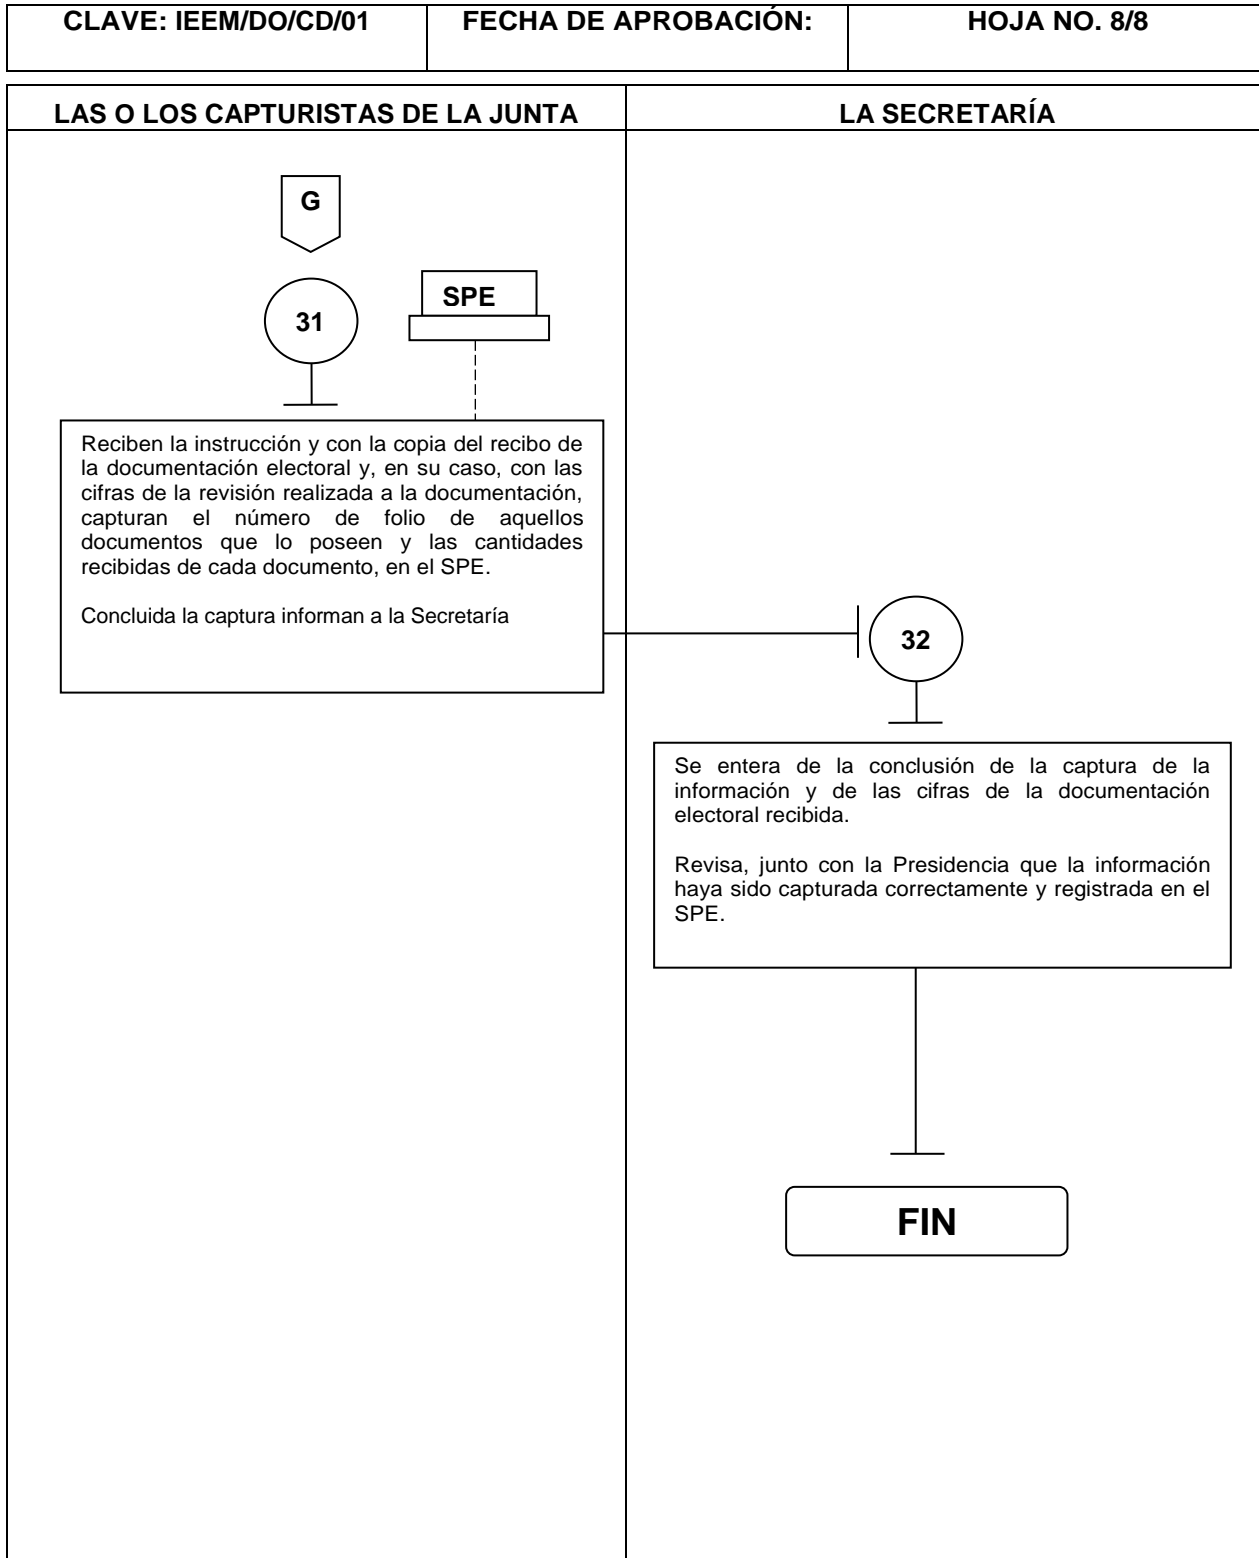 CLAVE: IEEM/DO/CD/01
FECHA DE APROBACIÓN:
HOJA NO. 8/8
LAS O LOS CAPTURISTAS DE LA JUNTA
LA SECRETARÍA
G
SPE
31
Reciben la instrucción y con la copia del recibo de
la documentación electoral y, en su caso, con las
cifras de la revisión realizada a la documentación,
capturan el número de folio de aquellos
documentos que lo poseen y las cantidades
recibidas de cada documento, en el SPE.
Concluida la captura informan a la Secretaría
32
Se entera de la conclusión de la captura de la
información y de las cifras de la documentación
electoral recibida.
Revisa, junto con la Presidencia que la información
haya sido capturada correctamente y registrada en el
SPE.
FIN